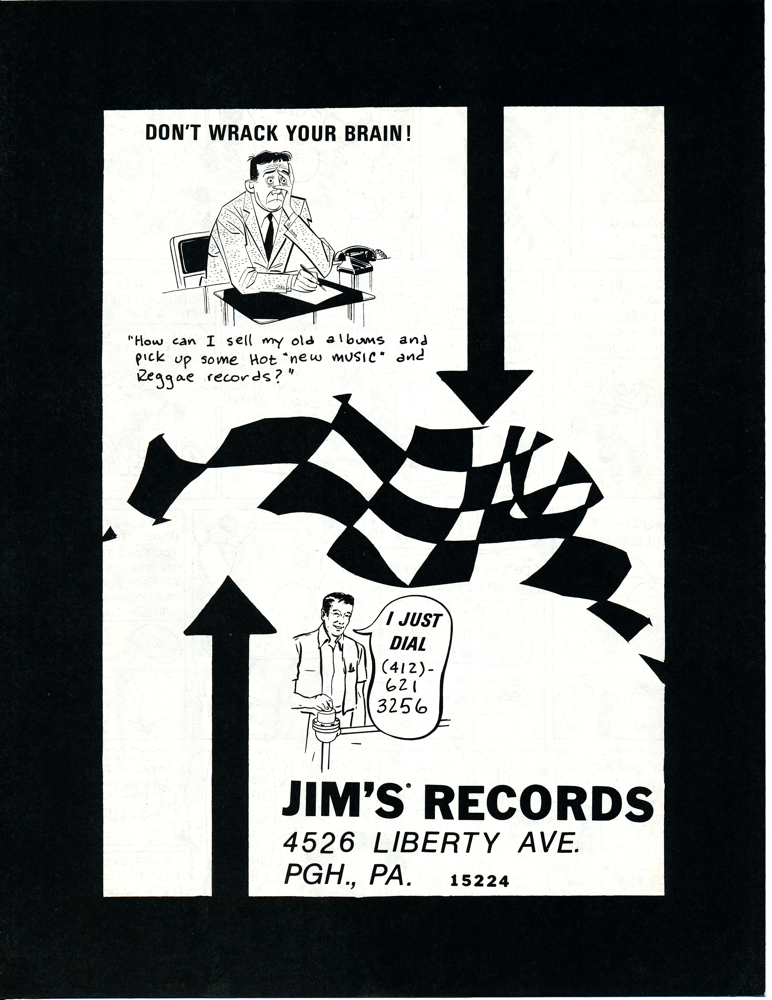 DON'T WRACK YOUR BRAIN!
"How can I sell my old albums and
pick up some Hot "new music" and
Reggae records?"
I JUST
DIAL
(412)-
621
3256
JIM'S RECORDS
4526 LIBERTY AVE.
PGH., PA. 15224